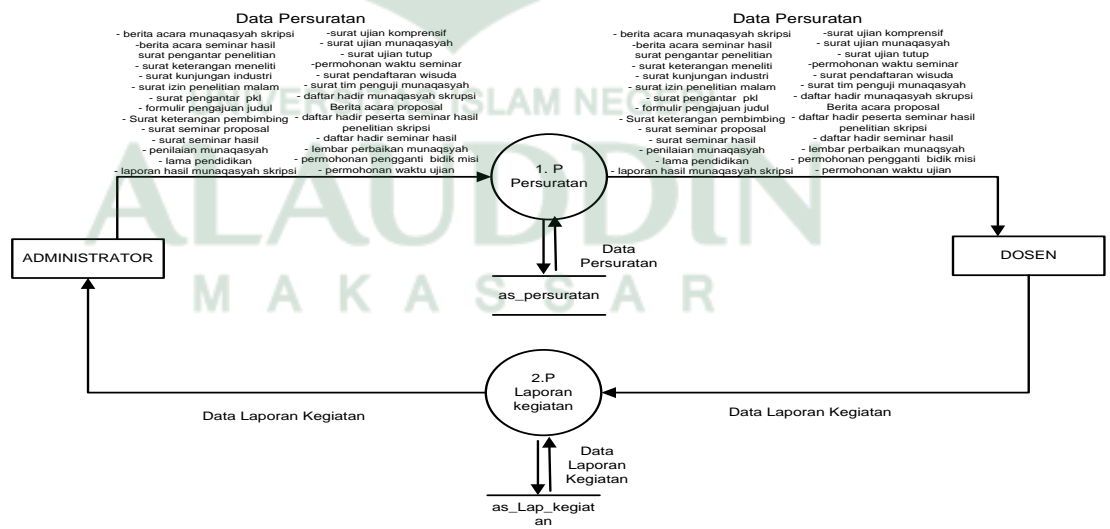 Data Persuratan
- berita acara munaqasyah skripsi
-berita acara seminar hasil
surat pengantar penelitian
- surat keterangan meneliti
- surat kunjungan industri
- surat izin penelitian malam
- surat pengantar pkl
- formulir pengajuan judul
- Surat keterangan pembimbing
- surat seminar proposal
- surat seminar hasil
- penilaian munaqasyah
- lama pendidikan
- laporan hasil munaqasyah skripsi
-surat ujian komprensif
- surat ujian munaqasyah
- surat ujian tutup
-permohonan waktu seminar
- surat pendaftaran wisuda
- surat tim penguji munaqasyah
- daftar hadir munaqasyah skrupsi
Berita acara proposal
- daftar hadir peserta seminar hasil
penelitian skripsi
- daftar hadir seminar hasil
- lembar perbaikan munaqsyah
- permohonan pengganti bidik misi
- permohonan waktu ujian
Data Persuratan
- berita acara munaqasyah skripsi
-berita acara seminar hasil
surat pengantar penelitian
- surat keterangan meneliti
- surat kunjungan industri
- surat izin penelitian malam
- surat pengantar pkl
- formulir pengajuan judul
- Surat keterangan pembimbing
- surat seminar proposal
- surat seminar hasil
- penilaian munaqasyah
- lama pendidikan
- laporan hasil munaqasyah skripsi
-surat ujian komprensif
- surat ujian munaqasyah
- surat ujian tutup
-permohonan waktu seminar
- surat pendaftaran wisuda
- surat tim penguji munaqasyah
- daftar hadir munaqasyah skrupsi
Berita acara proposal
- daftar hadir peserta seminar hasil
penelitian skripsi
- daftar hadir seminar hasil
- lembar perbaikan munaqsyah
- permohonan pengganti bidik misi
- permohonan waktu ujian
ISLAM NEGERI
ALAUDDIN
MAKASSAR
1. P
Persuratan
ADMINISTRATOR
Data
Persuratan
DOSEN
as_persuratan
2.P
Laporan
kegiatan
Data Laporan Kegiatan
Data Laporan Kegiatan
Data
Laporan
Kegiatan
as_Lap_kegiat
an